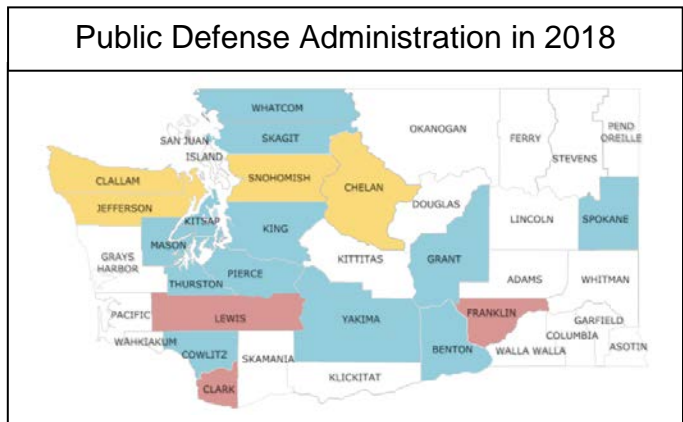 Public Defense Administration in 2018
WHATCOM
SKAGIT
SAN JUAN
ISLAND
OKANOGAN
FERRY
STEVENS
PEND
OREILLE
CLALLAM
JEFFERSON
SNOHOMISH
CHELAN
DOUGLAS
LINCOLN
SPOKANE
KITSAP
MASON
KING
GRAYS
HARBOR
KITTITAS
GRANT
PIERCE
THURSTON
ADAMS
WHITMAN
PACIFIC
LEWIS
YAKIMA
FRANKLIN
GARFIELD
COLUMBIA
WAHKIAKUM
COWLITZ
SKAMANIA
BENTON
WALLA WALLA
ASOTIN
KLICKITAT
CLARK